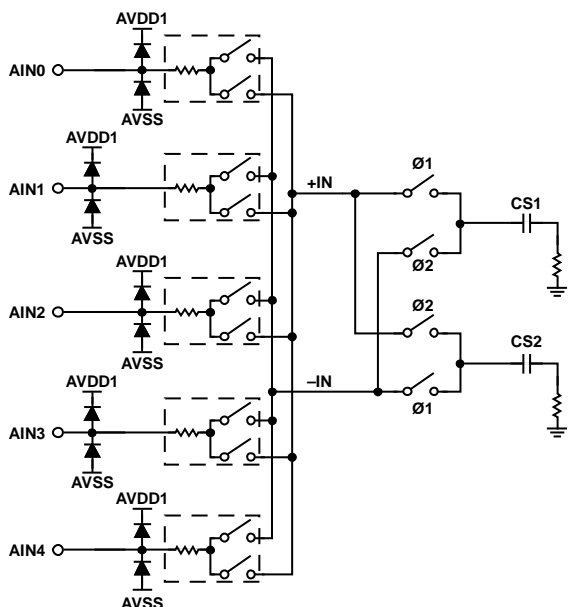 AVDD1
AIN0
AVSS
AVDD1
AIN1
AVSS
+IN
Ø1
CS1
Ø2
AVDD1
AIN2
AVSS
Ø2
CS2
AVDD1
–IN
Ø1
AIN3
AVSS
AVDD1
AIN4
AVSS